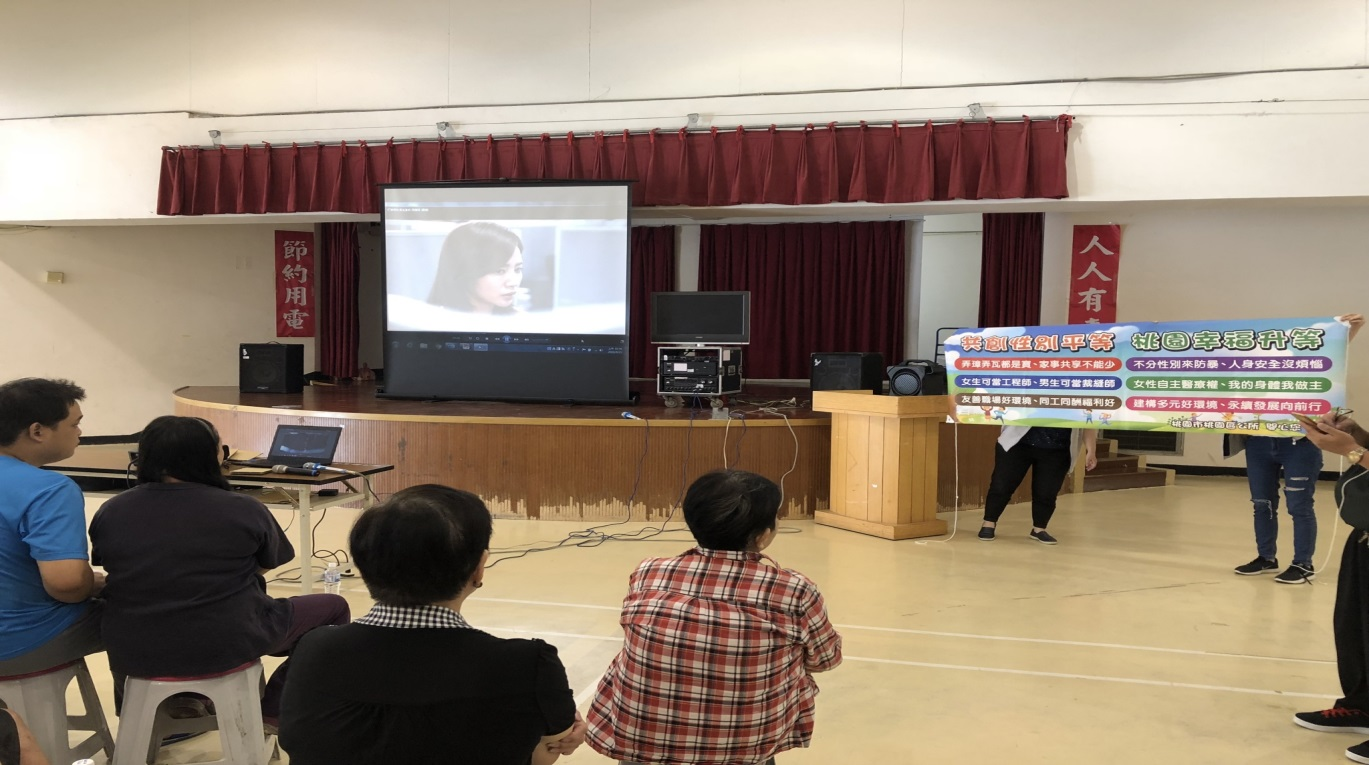 節約用電
人人有
共創性別平等 桃園幸福升等
弄璋弄瓦都是寶、家事共享不能少
不分性別來防暴、人身安全沒煩惱
女生可當工程師、男生可當裁縫師
女性自主醫療權、我的身體我做主
友善職場好環境、同工同酬福利好
建構多元好環境、永續發展向前行
桃園市桃園區公所 關心您